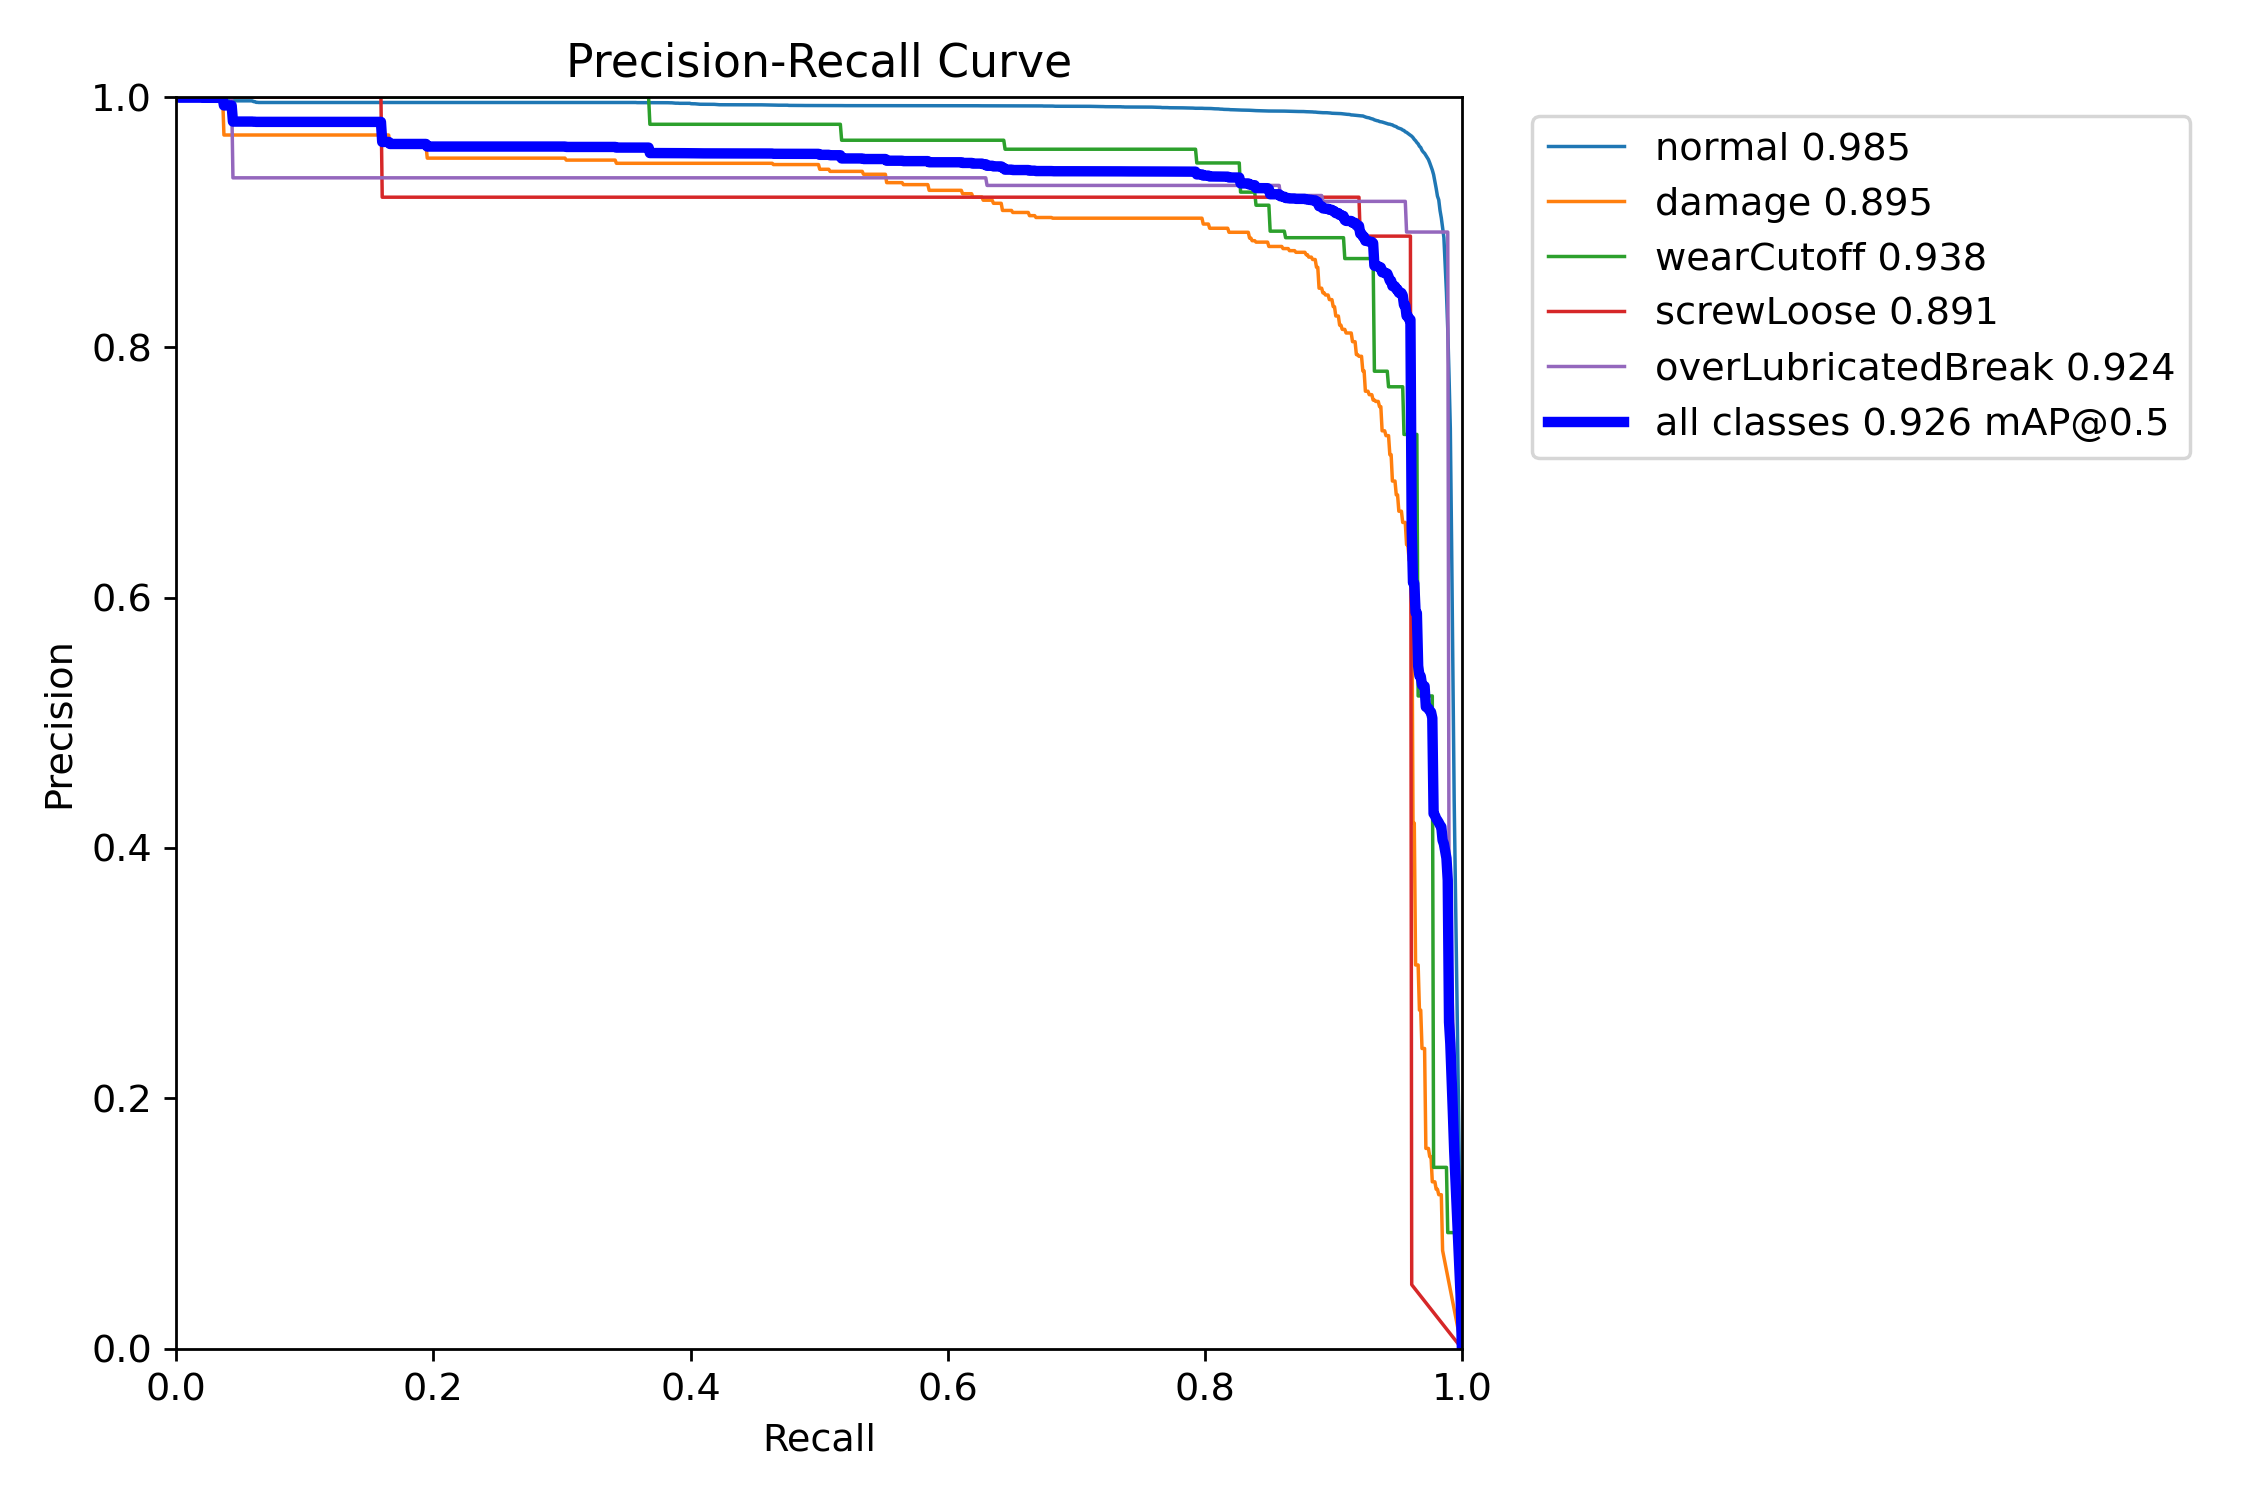 Precision-Recall Curve
1.0
0.8
0.6
0.4
0.2
0.0
Precision
0.0 0.2 0.4 0.6 0.8 1.0
Recall
normal 0.985
damage 0.895
wearCutoff 0.938
screwLoose 0.891
overLubricatedBreak 0.924
all classes 0.926 mAP@0.5